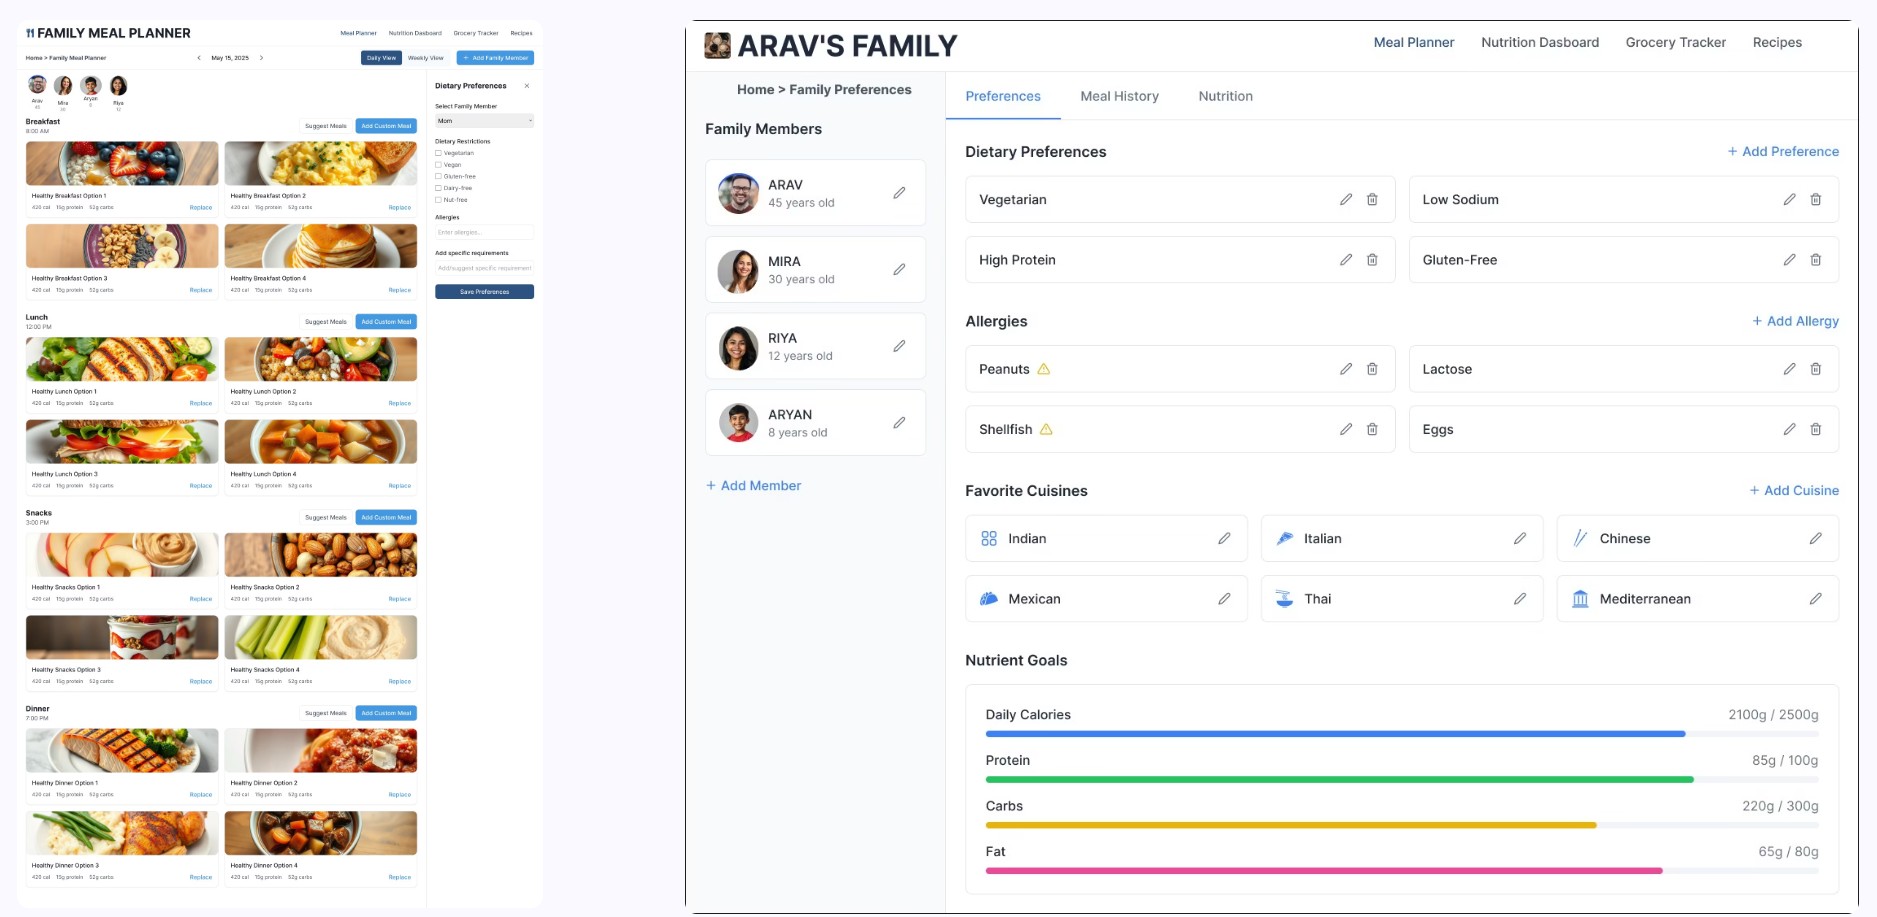 FAMILY MEAL PLANNER
Meal Planner Nutrition Dasboard Grocery Tracker Recipes
Home > Family Meal Planner
< May 15, 2025 >
Daily View Weekly View + Add Family Member
Arav Mira Aryan Riya
45 30 8 12
Breakfast
8:00 AM
Suggest Meals Add Custom Meal
Healthy Breakfast Option 1 Healthy Breakfast Option 2
420 cal 15g protein 52g carbs Replace 420 cal 15g protein 52g carbs Replace
Healthy Breakfast Option 3 Healthy Breakfast Option 4
420 cal 15g protein 52g carbs Replace 420 cal 15g protein 52g carbs Replace
Lunch
12:00 PM
Suggest Meals Add Custom Meal
Healthy Lunch Option 1 Healthy Lunch Option 2
420 cal 15g protein 52g carbs Replace 420 cal 15g protein 52g carbs Replace
Healthy Lunch Option 3 Healthy Lunch Option 4
420 cal 15g protein 52g carbs Replace 420 cal 15g protein 52g carbs Replace
Snacks
3:00 PM
Suggest Meals Add Custom Meal
Healthy Snacks Option 1 Healthy Snacks Option 2
420 cal 15g protein 52g carbs Replace 420 cal 15g protein 52g carbs Replace
Healthy Snacks Option 3 Healthy Snacks Option 4
420 cal 15g protein 52g carbs Replace 420 cal 15g protein 52g carbs Replace
Dinner
7:00 PM
Suggest Meals Add Custom Meal
Healthy Dinner Option 1 Healthy Dinner Option 2
420 cal 15g protein 52g carbs Replace 420 cal 15g protein 52g carbs Replace
Healthy Dinner Option 3 Healthy Dinner Option 4
420 cal 15g protein 52g carbs Replace 420 cal 15g protein 52g carbs Replace
Dietary Preferences
Select Family Member
Mom
Dietary Restrictions
Vegetarian
Vegan
Gluten-free
Dairy-free
Nut-free
Allergies
Enter allergies...
Add specific requirements
Add/suggest specific requirement
Save Preferences
ARAV'S FAMILY
Meal Planner Nutrition Dasboard Grocery Tracker Recipes
Home > Family Preferences
Family Members
ARAV
45 years old
MIRA
30 years old
RIYA
12 years old
ARYAN
8 years old
+ Add Member
Preferences Meal History Nutrition
Dietary Preferences + Add Preference
Vegetarian Low Sodium
High Protein Gluten-Free
Allergies + Add Allergy
Peanuts Lactose
Shellfish Eggs
Favorite Cuisines + Add Cuisine
Indian Italian Chinese
Mexican Thai Mediterranean
Nutrient Goals
Daily Calories 2100g / 2500g
Protein 85g / 100g
Carbs 220g / 300g
Fat 65g / 80g